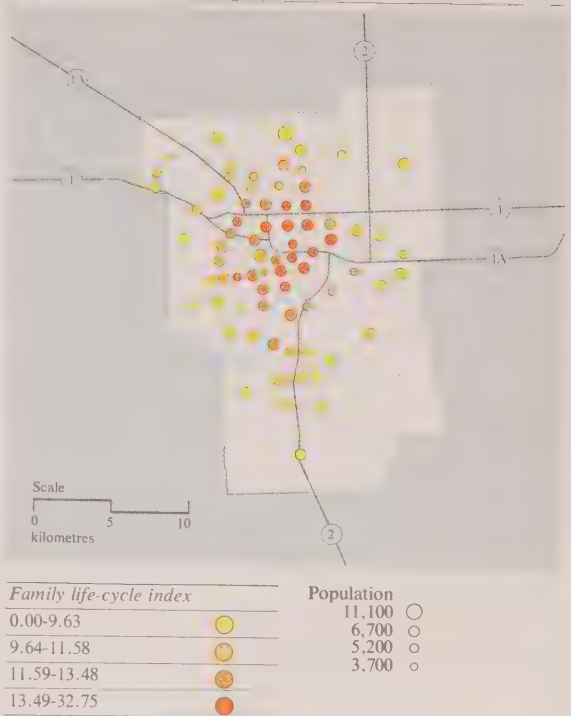 2
1A
1
1
1A
Scale
0 5 10
kilometres
2
Family life-cycle index
0.00-9.63
9.64-11.58
11.59-13.48
13.49-32.75
Population
11,100
6,700
5,200
3,700